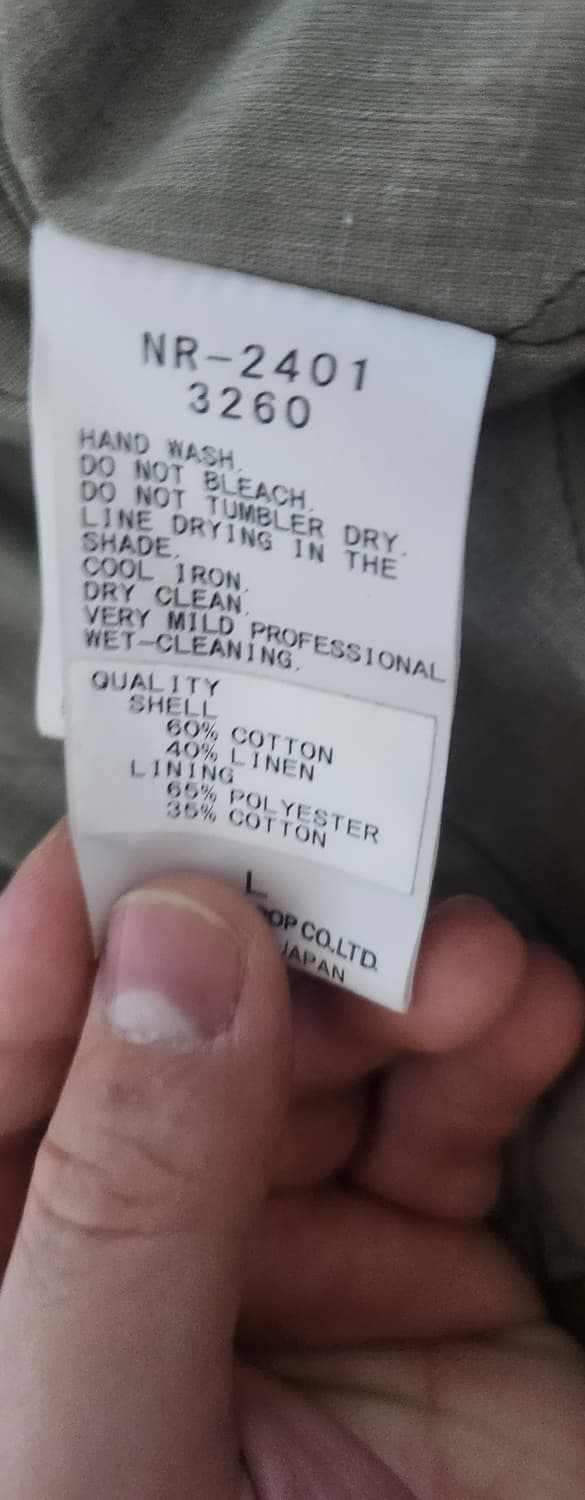 NR-2401
3260
HAND WASH.
DO NOT BLEACH.
DO NOT TUMBLER DRY.
LINE DRYING IN THE
SHADE.
COOL IRON.
DRY CLEAN.
VERY MILD PROFESSIONAL
WET-CLEANING.
QUALITY
SHELL
60% COTTON
40% LINEN
LINING
65% POLYESTER
35% COTTON
L
CO.LTD.
JAPAN